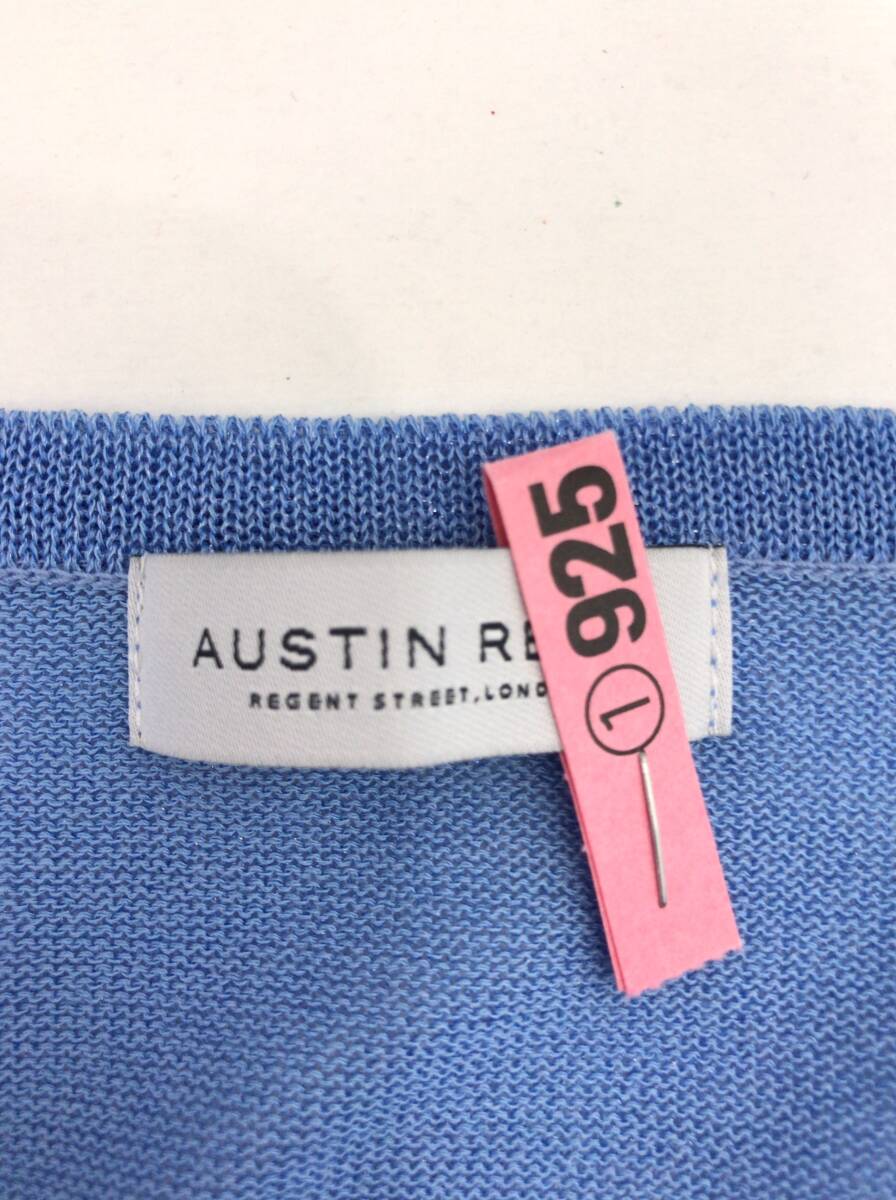 AUSTIN RE
REGENT STREET, LOND
925
1